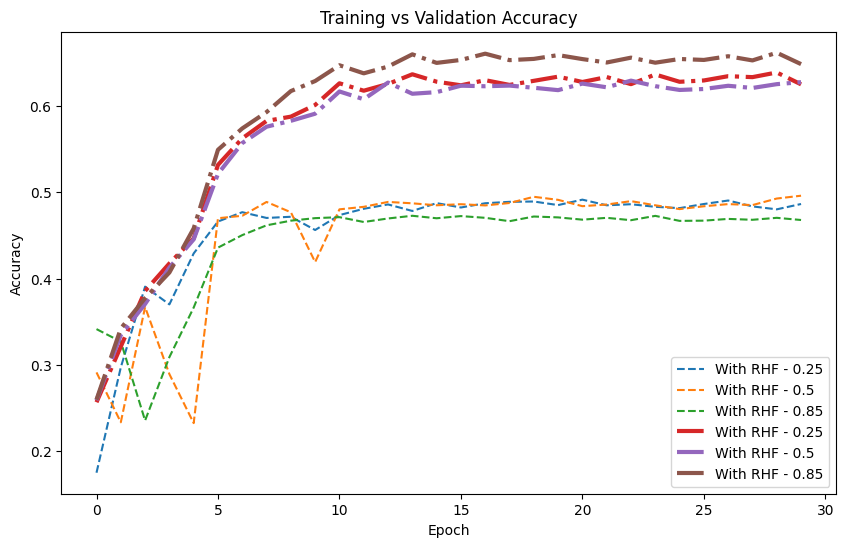 Training vs Validation Accuracy
Accuracy
0.6
0.5
0.4
0.3
0.2
With RHF - 0.25
With RHF - 0.5
With RHF - 0.85
With RHF - 0.25
With RHF - 0.5
With RHF - 0.85
0
5
10
15
20
25
30
Epoch